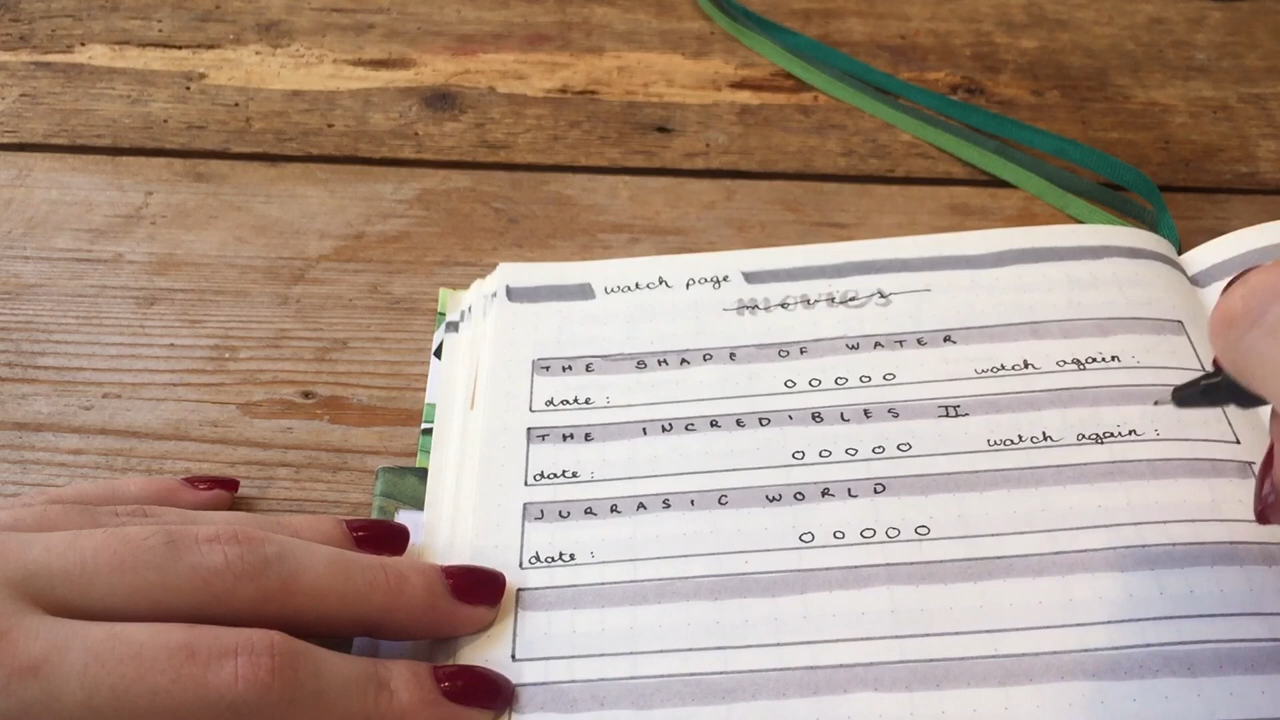 watch page
movies
THE SHAPE OF WATER
date : watch again :
THE INCREDIBLES II
date : watch again :
JURRASIC WORLD
date :